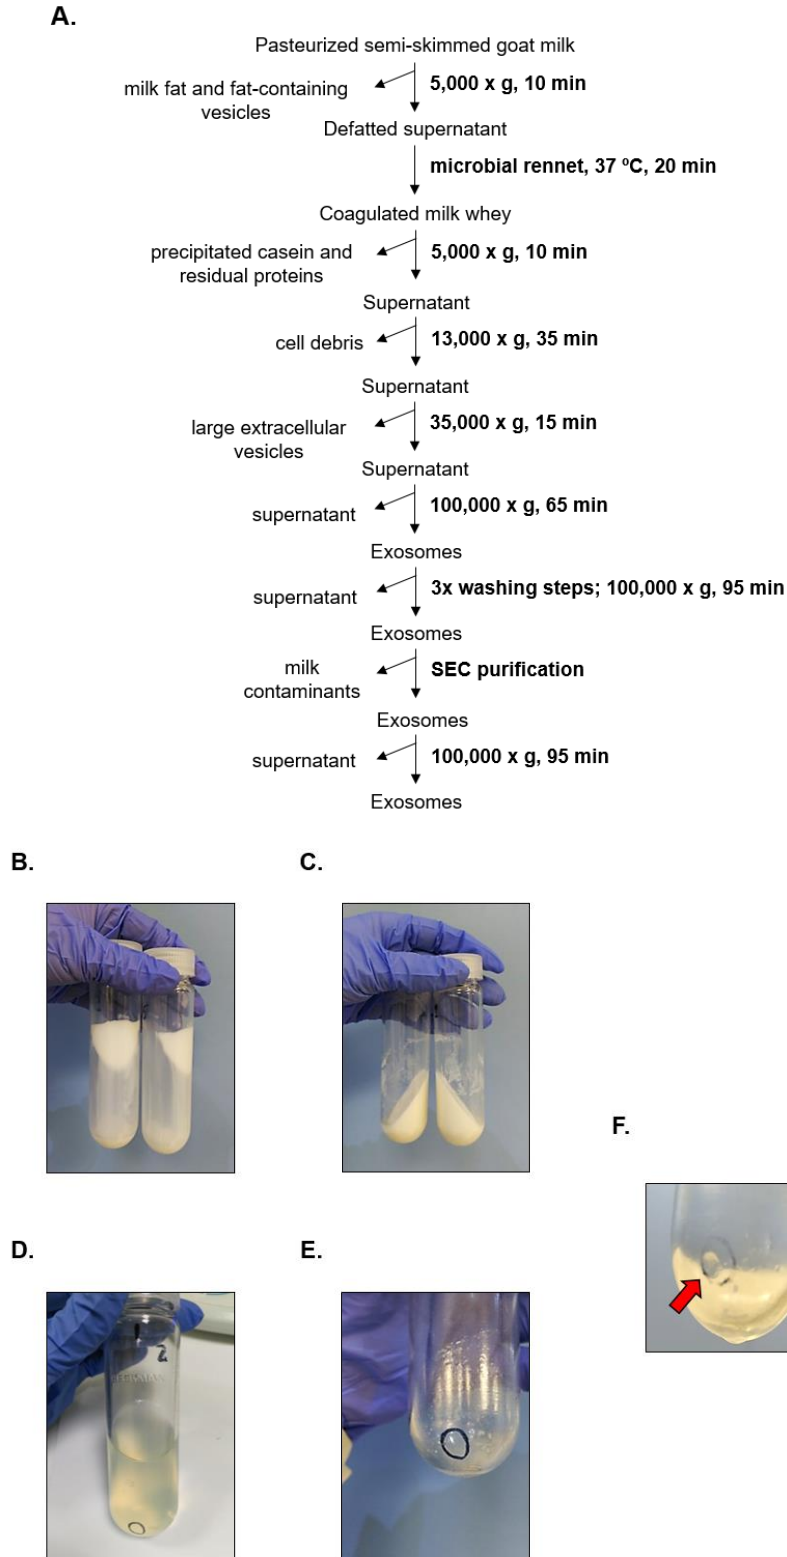 A.
Pasteurized semi-skimmed goat milk
5,000 x g, 10 min
milk fat and fat-containing
vesicles
Defatted supernatant
microbial rennet, 37 ºC, 20 min
Coagulated milk whey
5,000 x g, 10 min
precipitated casein and
residual proteins
Supernatant
13,000 x g, 35 min
cell debris
Supernatant
35,000 x g, 15 min
large extracellular
vesicles
Supernatant
100,000 x g, 65 min
supernatant
Exosomes
3x washing steps; 100,000 x g, 95 min
supernatant
Exosomes
SEC purification
milk
contaminants
Exosomes
100,000 x g, 95 min
supernatant
Exosomes
B.
C.
F.
D.
E.
2